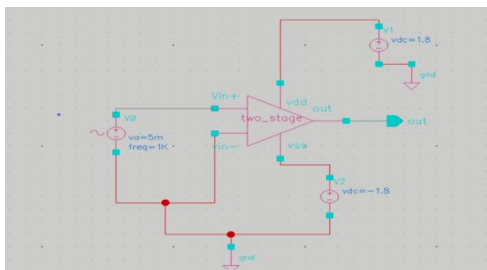 V1
vdc=1.8
gnd
Vin+
vdd
out
V0
two_stage
out
va=5m
freq=1K
vin-
vss
V2
vdc=-1.8
gnd